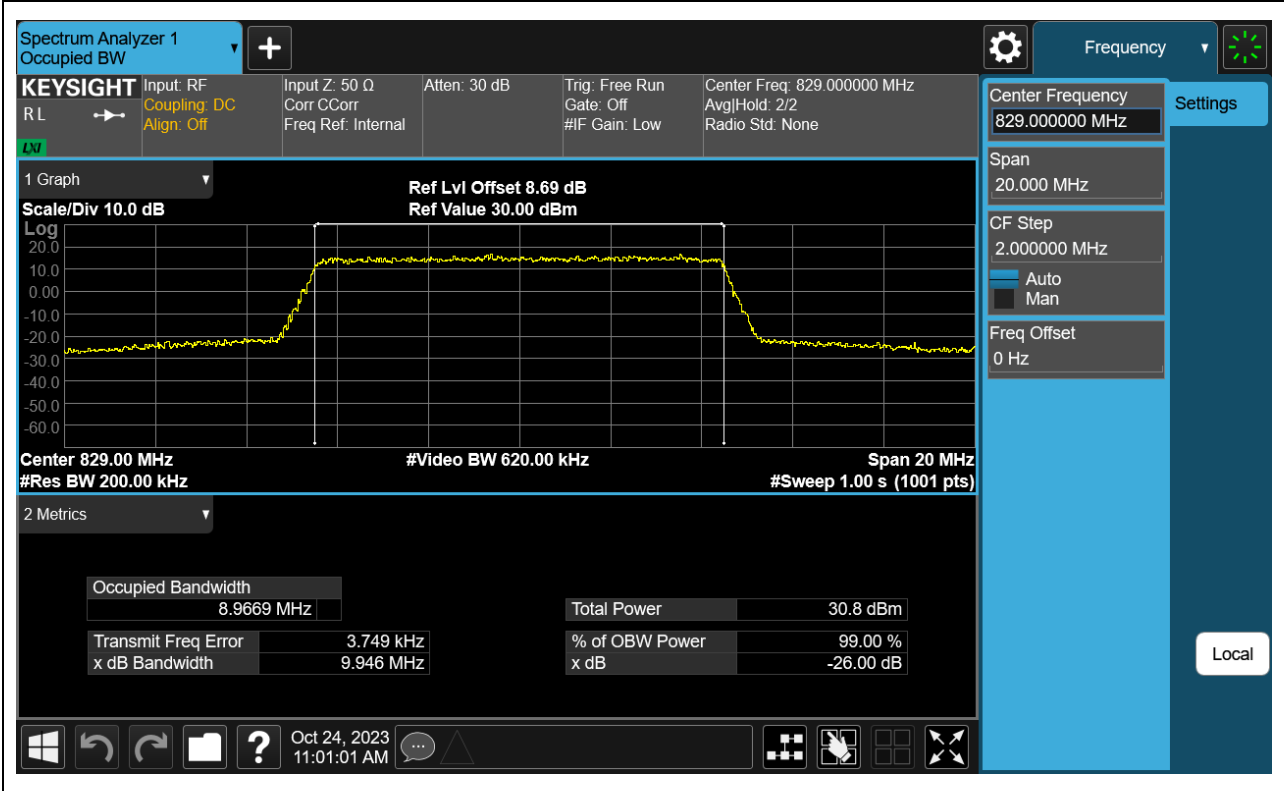 Spectrum Analyzer 1
Occupied BW
+
Frequency
KEYSIGHT
R L
LXI
Input: RF
Coupling: DC
Align: Off
Input Z: 50 Ω
Corr CCorr
Freq Ref: Internal
Atten: 30 dB
Trig: Free Run
Gate: Off
#IF Gain: Low
Center Freq: 829.000000 MHz
Avg|Hold: 2/2
Radio Std: None
Center Frequency
829.000000 MHz
Settings
Span
20.000 MHz
CF Step
2.000000 MHz
Auto
Man
Freq Offset
0 Hz
Local
1 Graph
Scale/Div 10.0 dB
Ref Lvl Offset 8.69 dB
Ref Value 30.00 dBm
Log
20.0
10.0
0.00
-10.0
-20.0
-30.0
-40.0
-50.0
-60.0
Center 829.00 MHz
#Video BW 620.00 kHz
Span 20 MHz
#Res BW 200.00 kHz
#Sweep 1.00 s (1001 pts)
2 Metrics
Occupied Bandwidth
8.9669 MHz
Total Power 30.8 dBm
Transmit Freq Error 3.749 kHz
% of OBW Power 99.00 %
x dB Bandwidth 9.946 MHz
x dB -26.00 dB
?
Oct 24, 2023
11:01:01 AM